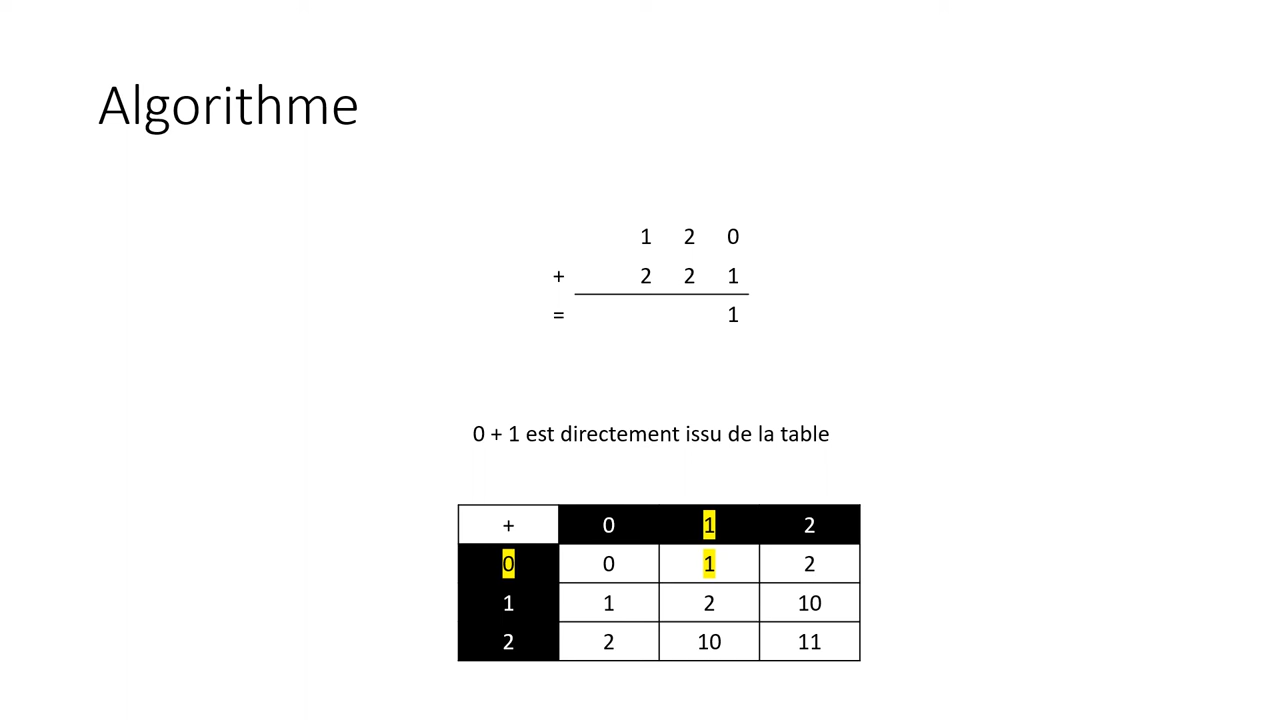 Algorithme
1 2 0
+ 2 2 1
= 1
0 + 1 est directement issu de la table
+ 0 1 2
0 0 1 2
1 1 2 10
2 2 10 11